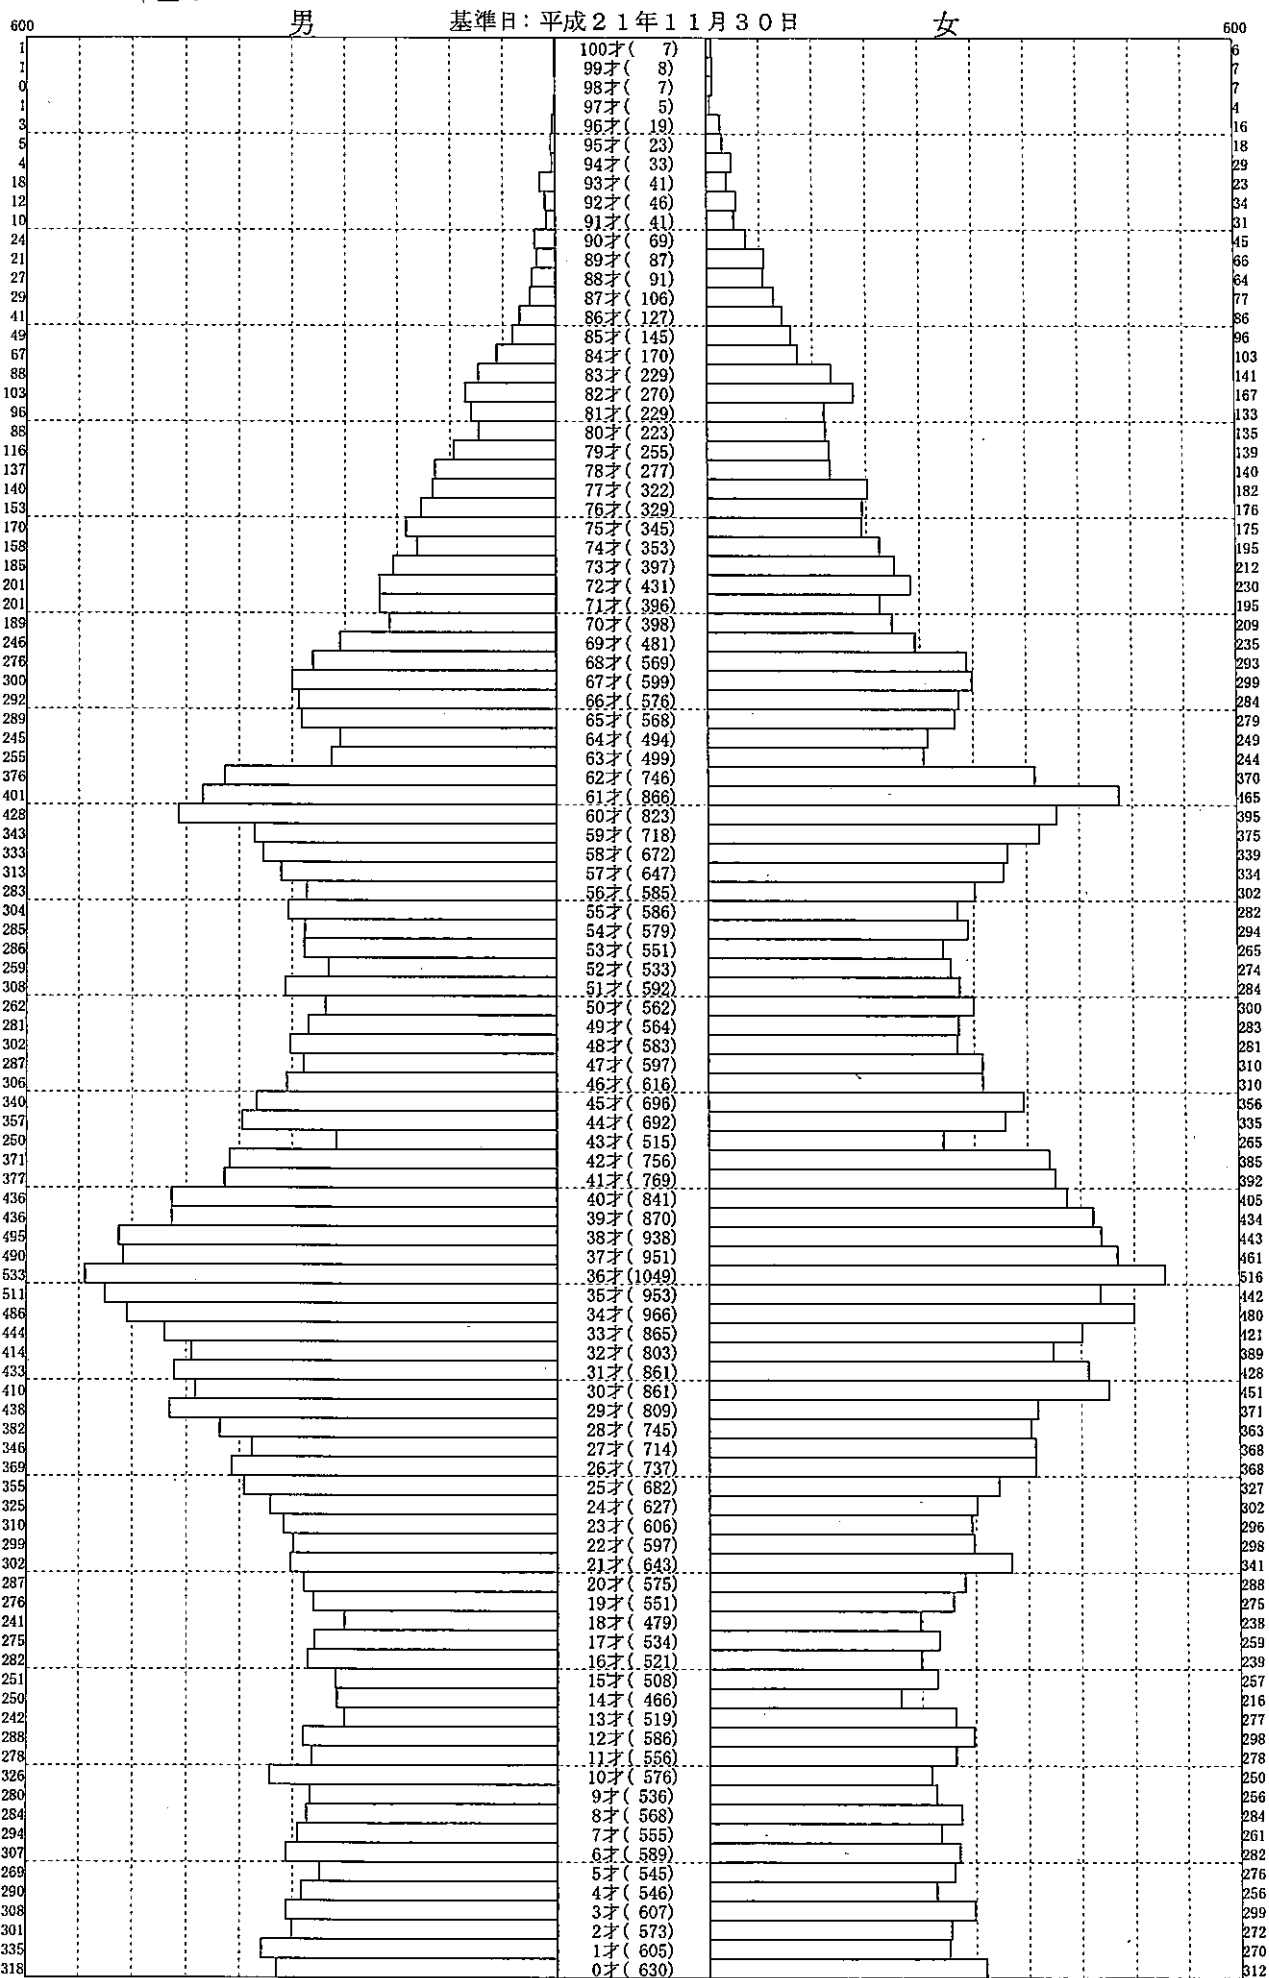 男 基準日：平成２１年１１月３０日 女
600 600
1 100才( 7) 6
1 99才( 8) 7
0 98才( 7) 7
1 97才( 5) 4
3 96才( 19) 16
5 95才( 23) 18
4 94才( 33) 29
18 93才( 41) 23
12 92才( 46) 34
10 91才( 41) 31
24 90才( 69) 45
21 89才( 87) 66
27 88才( 91) 64
29 87才( 106) 77
41 86才( 127) 86
49 85才( 145) 96
67 84才( 170) 103
88 83才( 229) 141
103 82才( 270) 167
96 81才( 229) 133
88 80才( 223) 135
116 79才( 255) 139
137 78才( 277) 140
140 77才( 322) 182
153 76才( 329) 176
170 75才( 345) 175
158 74才( 353) 195
185 73才( 397) 212
201 72才( 431) 230
201 71才( 396) 195
189 70才( 398) 209
246 69才( 481) 235
276 68才( 569) 293
300 67才( 599) 299
292 66才( 576) 284
289 65才( 568) 279
245 64才( 494) 249
255 63才( 499) 244
376 62才( 746) 370
401 61才( 866) 465
428 60才( 823) 395
343 59才( 718) 375
333 58才( 672) 339
313 57才( 647) 334
283 56才( 585) 302
304 55才( 586) 282
285 54才( 579) 294
286 53才( 551) 265
259 52才( 533) 274
308 51才( 592) 284
262 50才( 562) 300
281 49才( 564) 283
302 48才( 583) 281
287 47才( 597) 310
306 46才( 616) 310
340 45才( 696) 356
357 44才( 692) 335
250 43才( 515) 265
371 42才( 756) 385
377 41才( 769) 392
436 40才( 841) 405
436 39才( 870) 434
495 38才( 938) 443
490 37才( 951) 461
533 36才(1049) 516
511 35才( 953) 442
486 34才( 966) 480
444 33才( 865) 421
414 32才( 803) 389
433 31才( 861) 428
410 30才( 861) 451
438 29才( 809) 371
382 28才( 745) 363
346 27才( 714) 368
369 26才( 737) 368
355 25才( 682) 327
325 24才( 627) 302
310 23才( 606) 296
299 22才( 597) 298
302 21才( 643) 341
287 20才( 575) 288
276 19才( 551) 275
241 18才( 479) 238
275 17才( 534) 259
282 16才( 521) 239
251 15才( 508) 257
250 14才( 466) 216
242 13才( 519) 277
288 12才( 586) 298
278 11才( 556) 278
326 10才( 576) 250
280 9才( 536) 256
284 8才( 568) 284
294 7才( 555) 261
307 6才( 589) 282
269 5才( 545) 276
290 4才( 546) 256
308 3才( 607) 299
301 2才( 573) 272
335 1才( 605) 270
318 0才( 630) 312